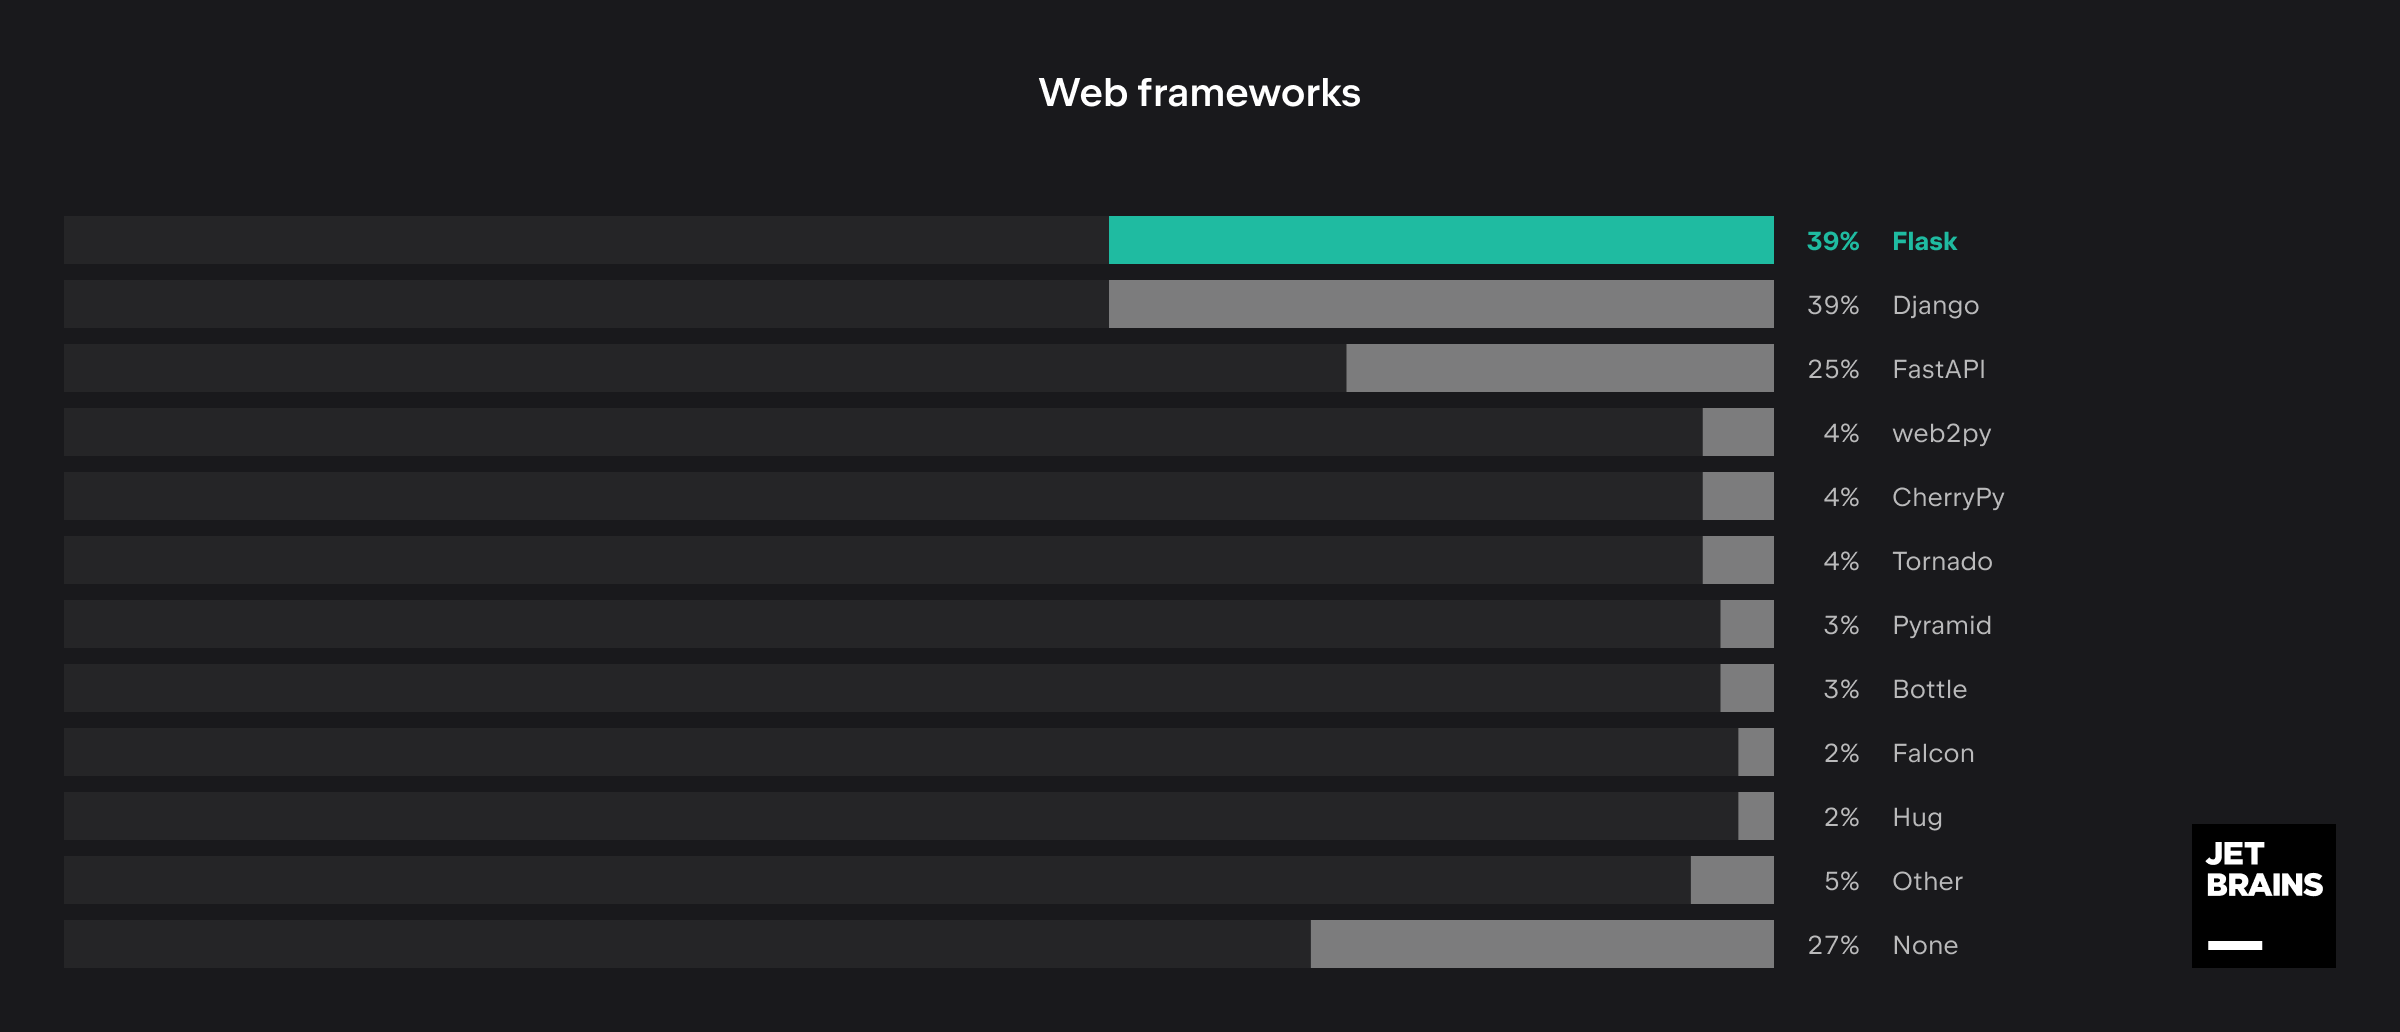 Web frameworks
39% Flask
39% Django
25% FastAPI
4% web2py
4% CherryPy
4% Tornado
3% Pyramid
3% Bottle
2% Falcon
2% Hug
5% Other
27% None
JET
BRAINS